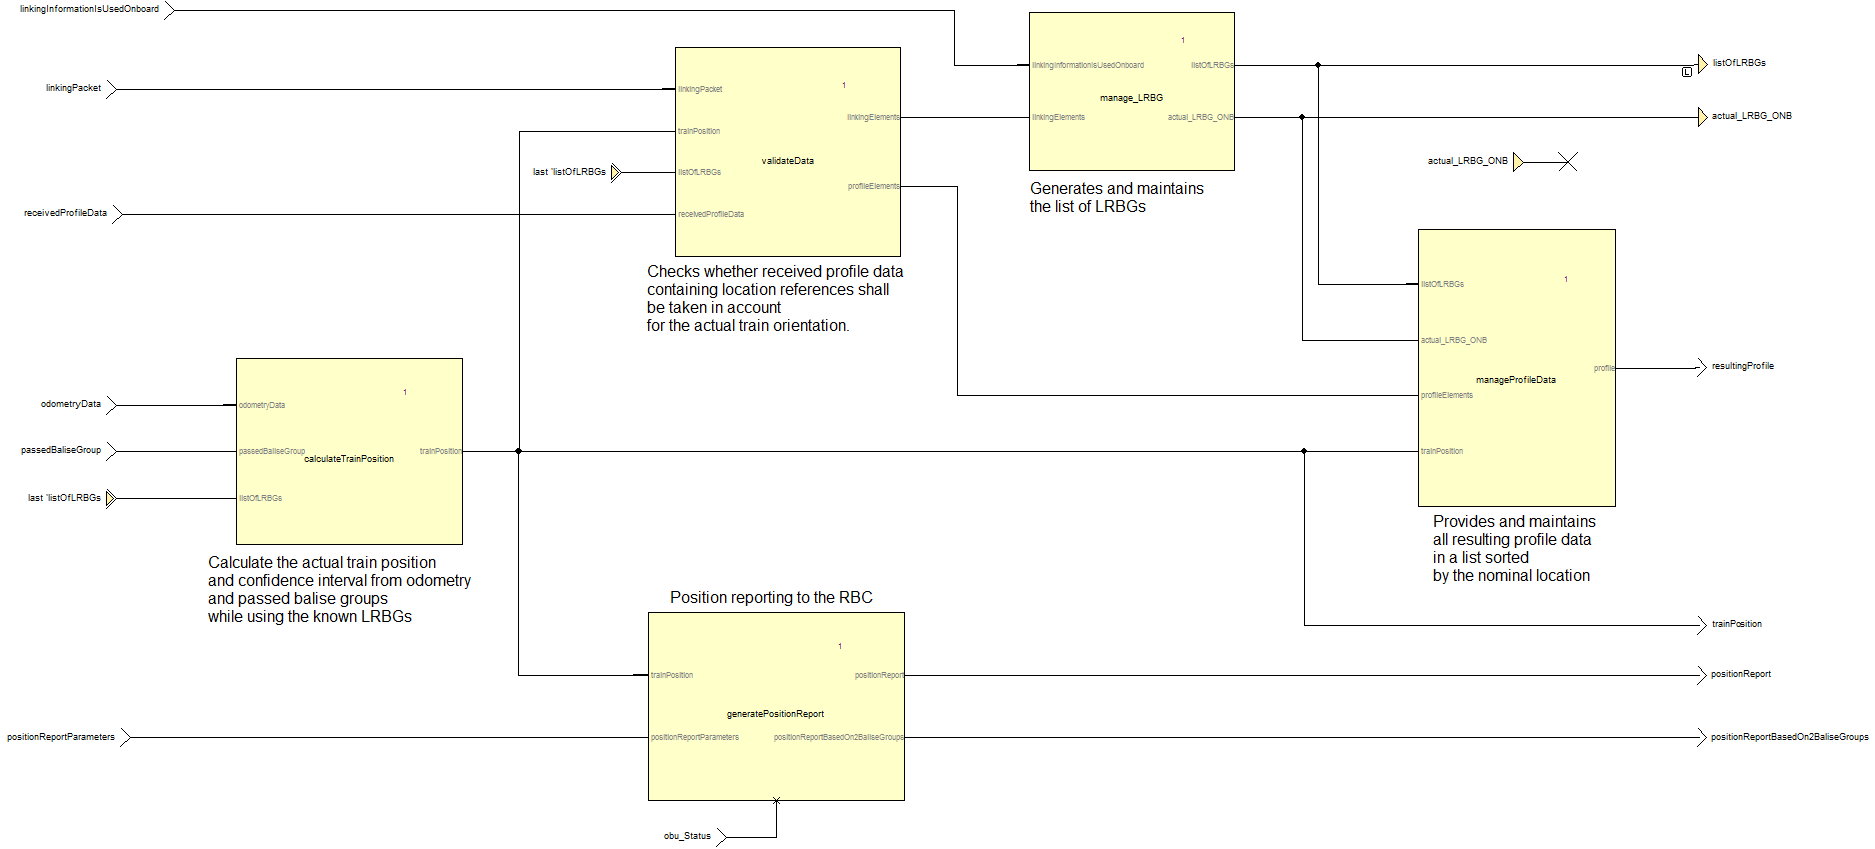 linkingInformationIsUsedOnboard
1
linkingInformationIsUsedOnboard
listOfLRBGs
manage_LRBG
linkingElements
actual_LRBG_ONB
Generates and maintains
the list of LRBGs
listOfLRBGs
L
actual_LRBG_ONB
actual_LRBG_ONB
linkingPacket
1
linkingPacket
linkingElements
trainPosition
validateData
last 'listOfLRBGs
listOfLRBGs
profileElements
receivedProfileData
receivedProfileData
Checks whether received profile data
containing location references shall
be taken in account
for the actual train orientation.
1
listOfLRBGs
actual_LRBG_ONB
profile
manageProfileData
profileElements
trainPosition
resultingProfile
Provides and maintains
all resulting profile data
in a list sorted
by the nominal location
odometryData
1
odometryData
passedBaliseGroup
passedBaliseGroup
trainPosition
calculateTrainPosition
last 'listOfLRBGs
listOfLRBGs
Calculate the actual train position
and confidence interval from odometry
and passed balise groups
while using the known LRBGs
Position reporting to the RBC
1
trainPosition
trainPosition
positionReport
positionReport
generatePositionReport
positionReportParameters
positionReportParameters
positionReportBasedOn2BaliseGroups
positionReportBasedOn2BaliseGroups
obu_Status